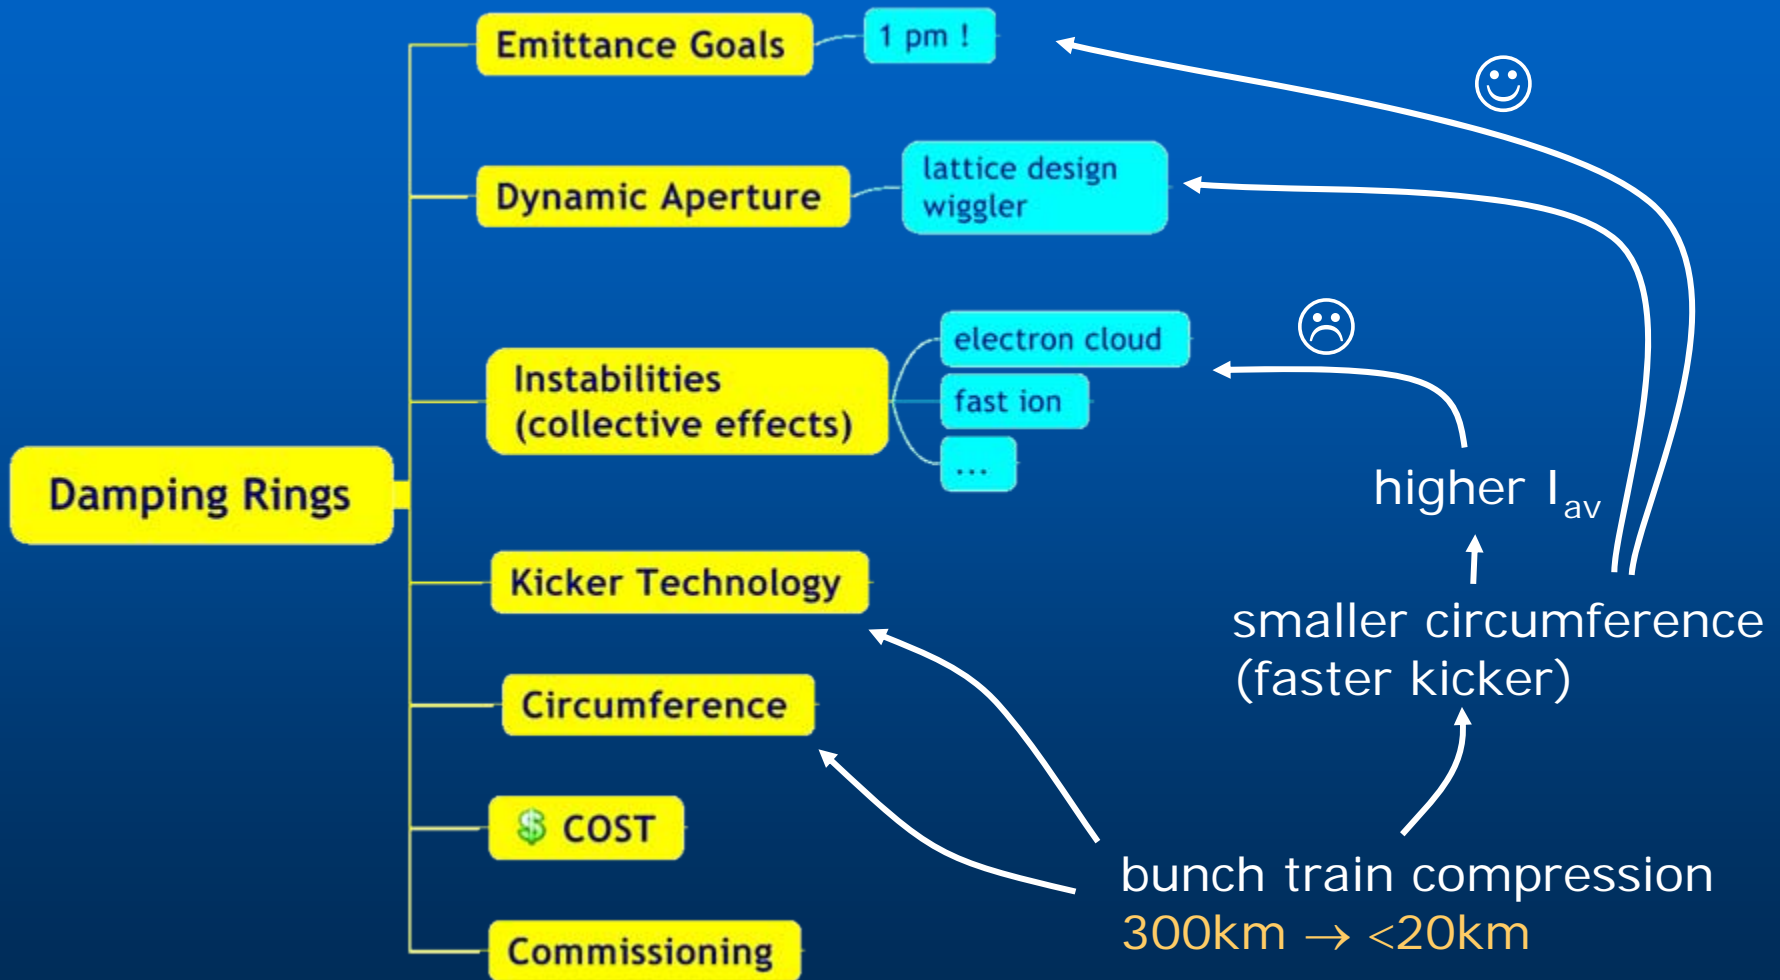 Damping Rings
Emittance Goals
1 pm !
Dynamic Aperture
lattice design
wiggler
Instabilities
(collective effects)
electron cloud
fast ion
...
Kicker Technology
Circumference
$ COST
Commissioning
higher Iav
smaller circumference
(faster kicker)
bunch train compression
300km → <20km